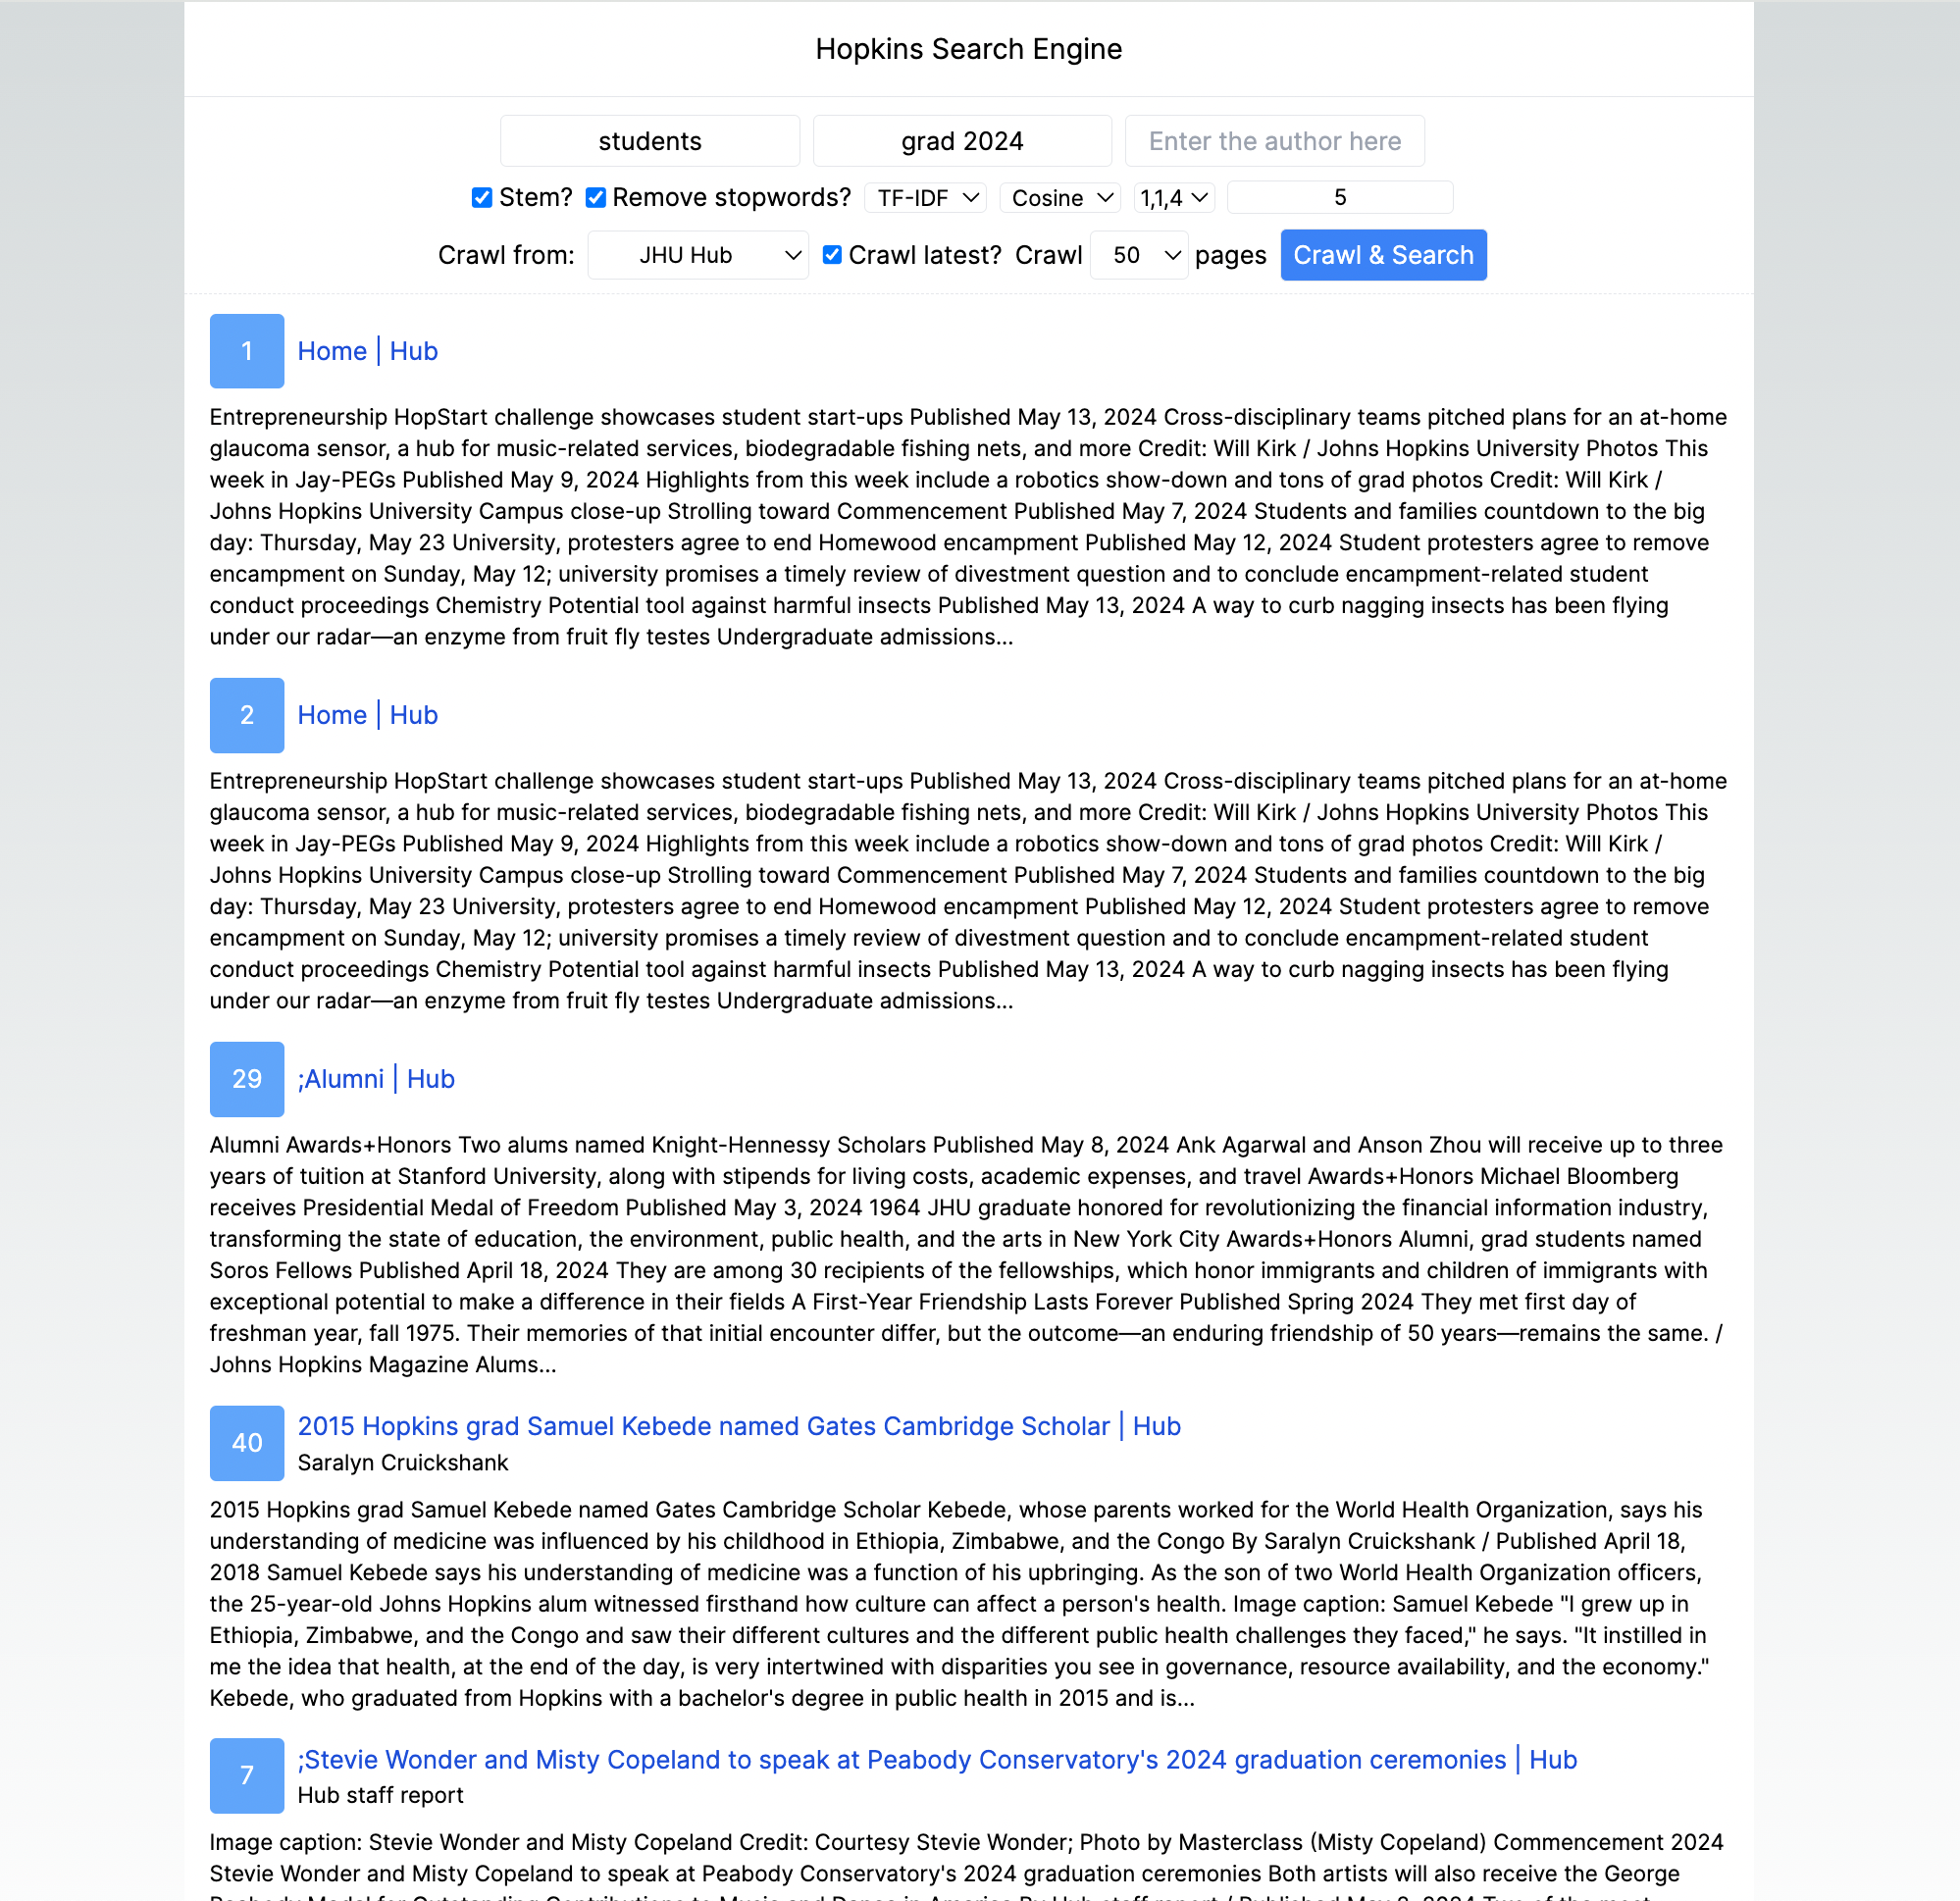 Hopkins Search Engine
students grad 2024 Enter the author here
Stem? Remove stopwords? TF-IDF Cosine 1,1,4 5
Crawl from: JHU Hub Crawl latest? Crawl 50 pages Crawl & Search
1 Home | Hub
Entrepreneurship HopStart challenge showcases student start-ups Published May 13, 2024 Cross-disciplinary teams pitched plans for an at-home
glaucoma sensor, a hub for music-related services, biodegradable fishing nets, and more Credit: Will Kirk / Johns Hopkins University Photos This
week in Jay-PEGs Published May 9, 2024 Highlights from this week include a robotics show-down and tons of grad photos Credit: Will Kirk /
Johns Hopkins University Campus close-up Strolling toward Commencement Published May 7, 2024 Students and families countdown to the big
day: Thursday, May 23 University, protesters agree to end Homewood encampment Published May 12, 2024 Student protesters agree to remove
encampment on Sunday, May 12; university promises a timely review of divestment question and to conclude encampment-related student
conduct proceedings Chemistry Potential tool against harmful insects Published May 13, 2024 A way to curb nagging insects has been flying
under our radar—an enzyme from fruit fly testes Undergraduate admissions...
2 Home | Hub
Entrepreneurship HopStart challenge showcases student start-ups Published May 13, 2024 Cross-disciplinary teams pitched plans for an at-home
glaucoma sensor, a hub for music-related services, biodegradable fishing nets, and more Credit: Will Kirk / Johns Hopkins University Photos This
week in Jay-PEGs Published May 9, 2024 Highlights from this week include a robotics show-down and tons of grad photos Credit: Will Kirk /
Johns Hopkins University Campus close-up Strolling toward Commencement Published May 7, 2024 Students and families countdown to the big
day: Thursday, May 23 University, protesters agree to end Homewood encampment Published May 12, 2024 Student protesters agree to remove
encampment on Sunday, May 12; university promises a timely review of divestment question and to conclude encampment-related student
conduct proceedings Chemistry Potential tool against harmful insects Published May 13, 2024 A way to curb nagging insects has been flying
under our radar—an enzyme from fruit fly testes Undergraduate admissions...
29 ;Alumni | Hub
Alumni Awards+Honors Two alums named Knight-Hennessy Scholars Published May 8, 2024 Ank Agarwal and Anson Zhou will receive up to three
years of tuition at Stanford University, along with stipends for living costs, academic expenses, and travel Awards+Honors Michael Bloomberg
receives Presidential Medal of Freedom Published May 3, 2024 1964 JHU graduate honored for revolutionizing the financial information industry,
transforming the state of education, the environment, public health, and the arts in New York City Awards+Honors Alumni, grad students named
Soros Fellows Published April 18, 2024 They are among 30 recipients of the fellowships, which honor immigrants and children of immigrants with
exceptional potential to make a difference in their fields A First-Year Friendship Lasts Forever Published Spring 2024 They met first day of
freshman year, fall 1975. Their memories of that initial encounter differ, but the outcome—an enduring friendship of 50 years—remains the same. /
Johns Hopkins Magazine Alums...
40 2015 Hopkins grad Samuel Kebede named Gates Cambridge Scholar | Hub
Saralyn Cruickshank
2015 Hopkins grad Samuel Kebede named Gates Cambridge Scholar Kebede, whose parents worked for the World Health Organization, says his
understanding of medicine was influenced by his childhood in Ethiopia, Zimbabwe, and the Congo By Saralyn Cruickshank / Published April 18,
2018 Samuel Kebede says his understanding of medicine was a function of his upbringing. As the son of two World Health Organization officers,
the 25-year-old Johns Hopkins alum witnessed firsthand how culture can affect a person's health. Image caption: Samuel Kebede "I grew up in
Ethiopia, Zimbabwe, and the Congo and saw their different cultures and the different public health challenges they faced," he says. "It instilled in
me the idea that health, at the end of the day, is very intertwined with disparities you see in governance, resource availability, and the economy."
Kebede, who graduated from Hopkins with a bachelor's degree in public health in 2015 and is...
7 ;Stevie Wonder and Misty Copeland to speak at Peabody Conservatory's 2024 graduation ceremonies | Hub
Hub staff report
Image caption: Stevie Wonder and Misty Copeland Credit: Courtesy Stevie Wonder; Photo by Masterclass (Misty Copeland) Commencement 2024
Stevie Wonder and Misty Copeland to speak at Peabody Conservatory's 2024 graduation ceremonies Both artists will also receive the George